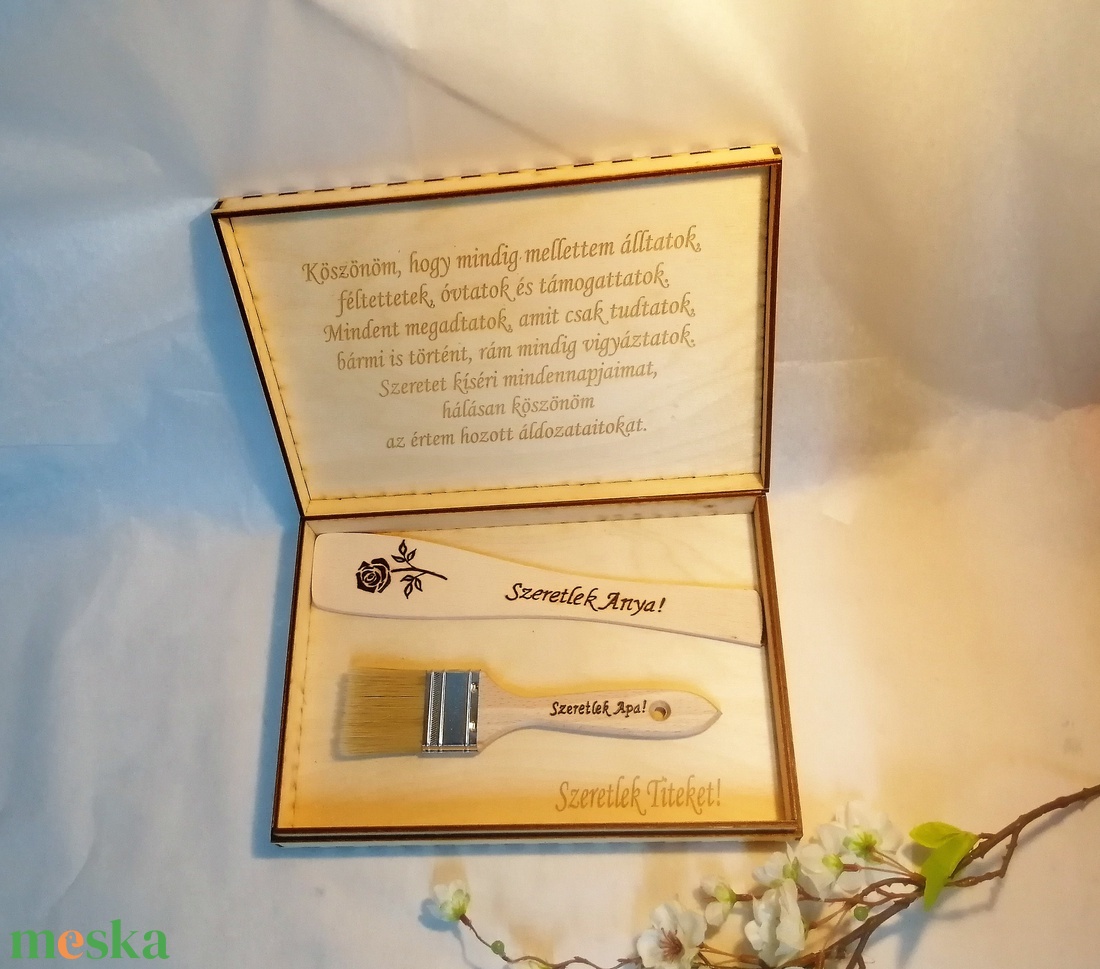 Köszönöm, hogy mindig mellettem álltatok,
féltettetek, óvtatok és támogattatok,
Mindent megadtatok, amit csak tudtatok,
bármi is történt, rám mindig vigyáztatok.
Szeretet kíséri mindennapjaimat,
hálásan köszönöm
az értem hozott áldozataitokat.
Szeretlek Anya!
Szeretlek Apa!
Szeretlek Titeket!
meska